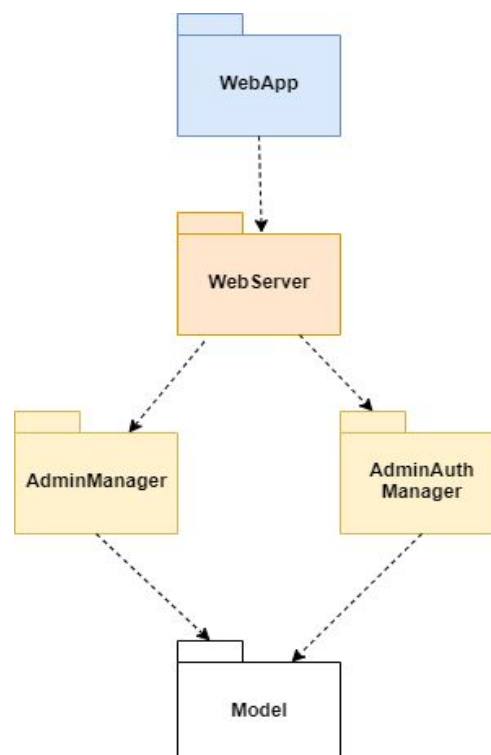 WebApp
WebServer
AdminManager
AdminAuth
Manager
Model